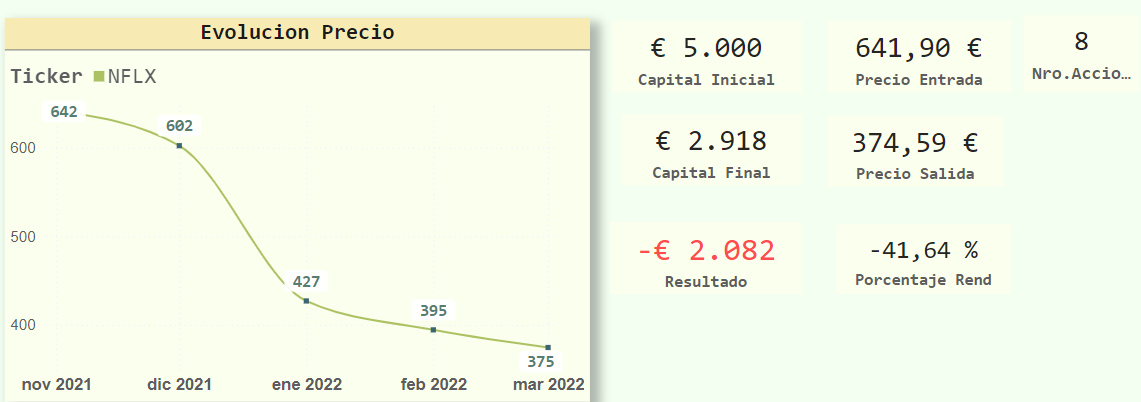 Evolucion Precio
Ticker NFLX
642
602
427
395
375
600
500
400
nov 2021 dic 2021 ene 2022 feb 2022 mar 2022
€ 5.000
Capital Inicial
641,90 €
Precio Entrada
8
Nro.Accio…
€ 2.918
Capital Final
374,59 €
Precio Salida
-€ 2.082
Resultado
-41,64 %
Porcentaje Rend